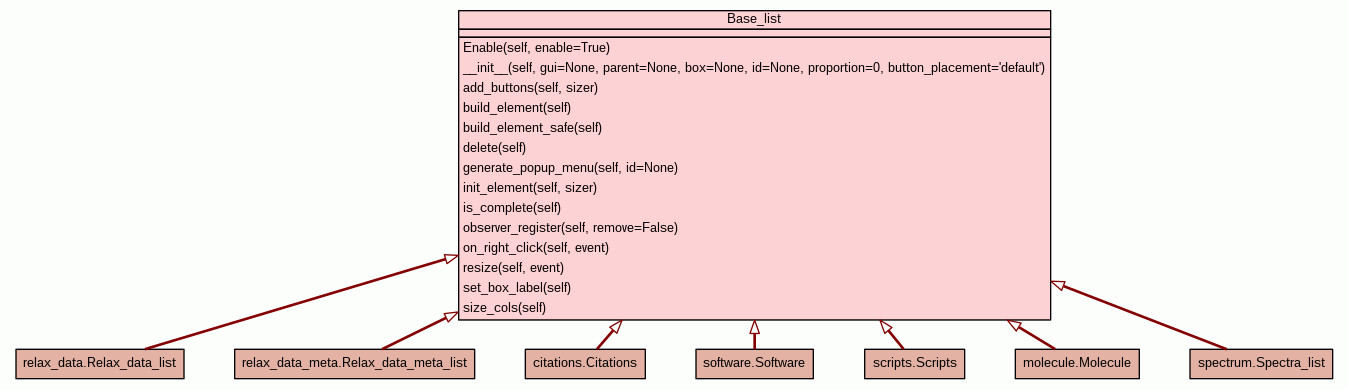 Base_list
Enable(self, enable=True)
__init__(self, gui=None, parent=None, box=None, id=None, proportion=0, button_placement='default')
add_buttons(self, sizer)
build_element(self)
build_element_safe(self)
delete(self)
generate_popup_menu(self, id=None)
init_element(self, sizer)
is_complete(self)
observer_register(self, remove=False)
on_right_click(self, event)
resize(self, event)
set_box_label(self)
size_cols(self)
relax_data.Relax_data_list
relax_data_meta.Relax_data_meta_list
citations.Citations
software.Software
scripts.Scripts
molecule.Molecule
spectrum.Spectra_list